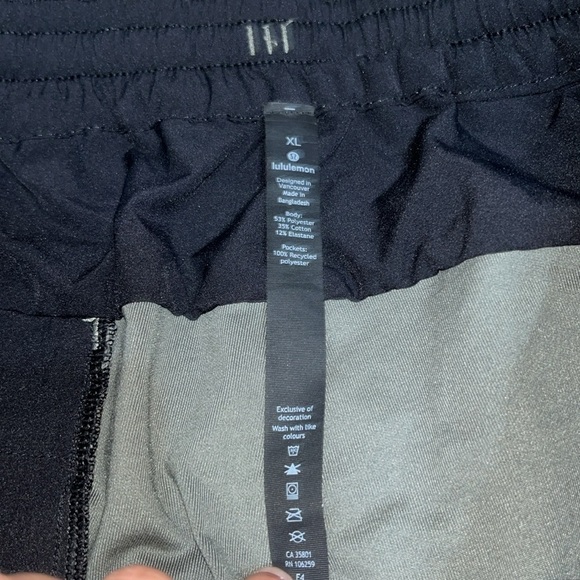 XL
lululemon
Designed in
Vancouver
Made in
Bangladesh
Body:
53% Polyester
35% Cotton
12% Elastane
Pockets:
100% Recycled
polyester
Exclusive of
decoration
Wash with like
colours
CA 35801
RN 106259